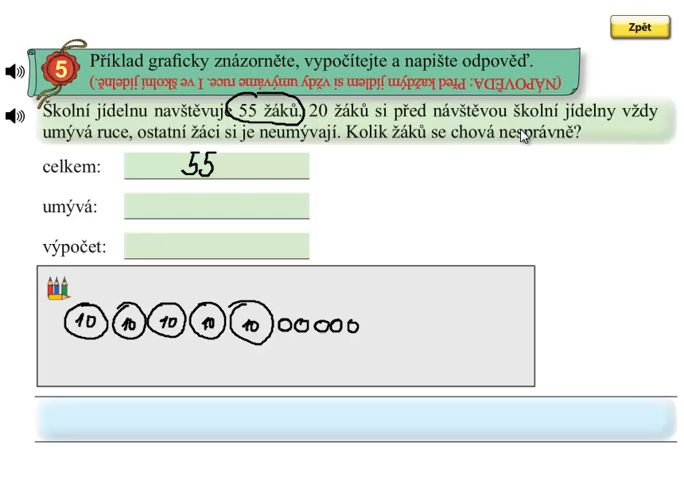 Zpět
5
Příklad graficky znázorněte, vypočítejte a napište odpověď.
(NÁPOVĚDA: Před každým jídlem si vždy umýváme ruce. I ve školní jídelně.)
Školní jídelnu navštěvuje 55 žáků. 20 žáků si před návštěvou školní jídelny vždy
umývá ruce, ostatní žáci si je neumývají. Kolik žáků se chová nesprávně?
celkem: 55
umývá:
výpočet:
10 10 10 10 10